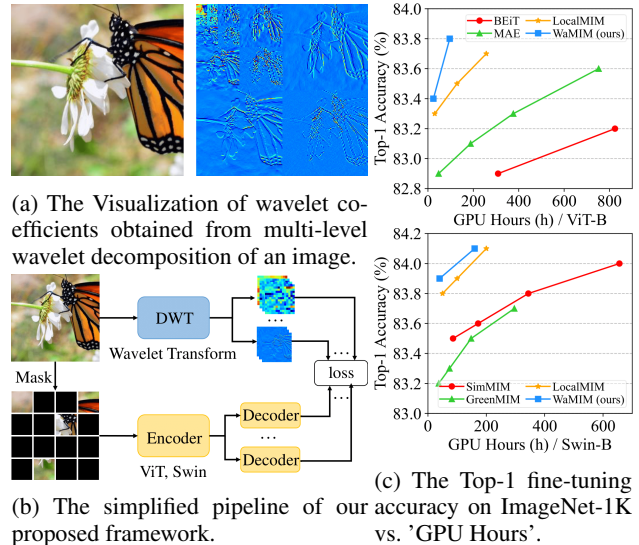 (a) The Visualization of wavelet co-
efficients obtained from multi-level
wavelet decomposition of an image.
DWT
Wavelet Transform
...
...
loss
...
Mask
Encoder
ViT, Swin
Decoder
...
Decoder
(b) The simplified pipeline of our
proposed framework.
BEiT
MAE
LocalMIM
WaMIM (ours)
Top-1 Accuracy (%)
84.0
83.8
83.6
83.4
83.2
83.0
82.8
0 200 400 600 800
GPU Hours (h) / ViT-B
Top-1 Accuracy (%)
84.2
84.0
83.8
83.6
83.4
83.2
83.0
SimMIM
GreenMIM
LocalMIM
WaMIM (ours)
0 200 400 600
GPU Hours (h) / Swin-B
(c) The Top-1 fine-tuning
accuracy on ImageNet-1K
vs. ’GPU Hours’.